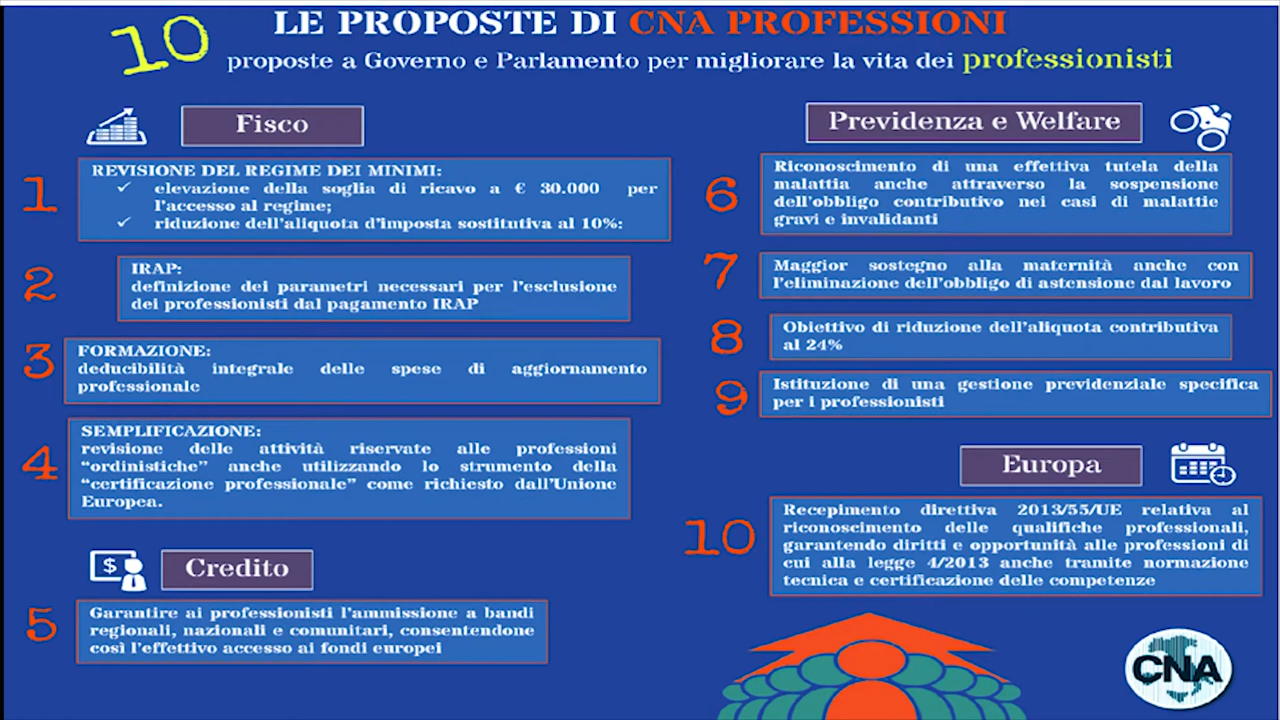 10
LE PROPOSTE DI CNA PROFESSIONI
proposte a Governo e Parlamento per migliorare la vita dei professionisti
Fisco
1
REVISIONE DEL REGIME DEI MINIMI:
✓ elevazione della soglia di ricavo a € 30.000 per
l'accesso al regime;
✓ riduzione dell'aliquota d'imposta sostitutiva al 10%:
2
IRAP:
definizione dei parametri necessari per l'esclusione
dei professionisti dal pagamento IRAP
3
FORMAZIONE:
deducibilità integrale delle spese di aggiornamento
professionale
4
SEMPLIFICAZIONE:
revisione delle attività riservate alle professioni
“ordinistiche” anche utilizzando lo strumento della
“certificazione professionale” come richiesto dall'Unione
Europea.
$
Credito
5
Garantire ai professionisti l'ammissione a bandi
regionali, nazionali e comunitari, consentendone
così l'effettivo accesso ai fondi europei
Previdenza e Welfare
6
Riconoscimento di una effettiva tutela della
malattia anche attraverso la sospensione
dell'obbligo contributivo nei casi di malattie
gravi e invalidanti
7
Maggior sostegno alla maternità anche con
l'eliminazione dell'obbligo di astensione dal lavoro
8
Obiettivo di riduzione dell'aliquota contributiva
al 24%
9
Istituzione di una gestione previdenziale specifica
per i professionisti
Europa
10
Recepimento direttiva 2013/55/UE relativa al
riconoscimento delle qualifiche professionali,
garantendo diritti e opportunità alle professioni di
cui alla legge 4/2013 anche tramite normazione
tecnica e certificazione delle competenze
CNA